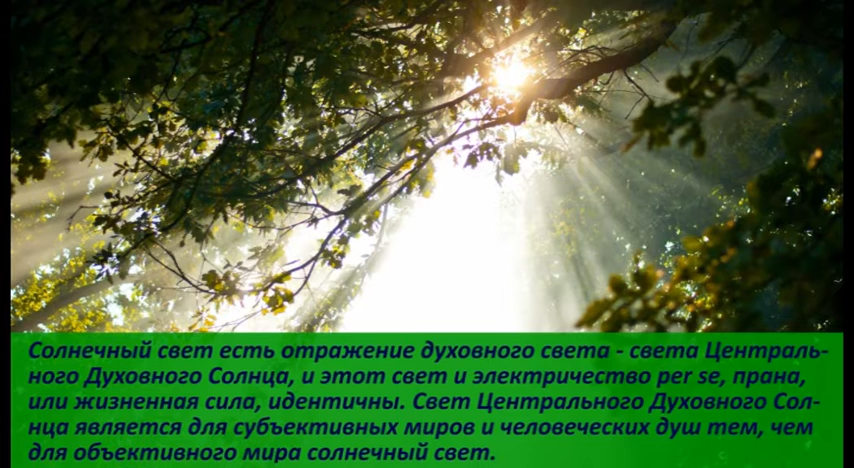 Солнечный свет есть отражение духовного света - света Централь-
ного Духовного Солнца, и этот свет и электричество per se, прана,
или жизненная сила, идентичны. Свет Центрального Духовного Сол-
нца является для субъективных миров и человеческих душ тем, чем
для объективного мира солнечный свет.